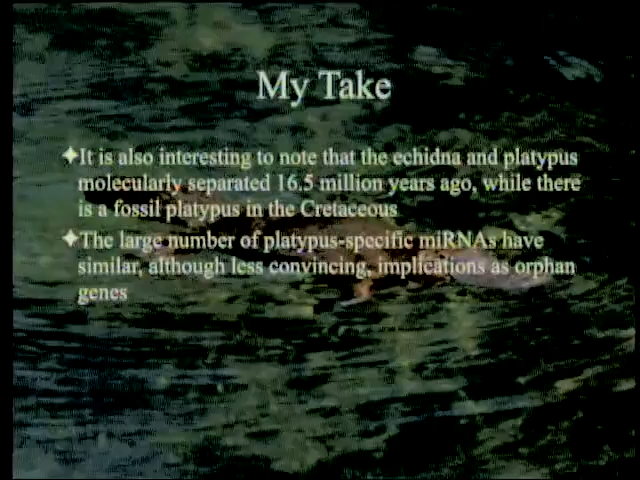 My Take
✦It is also interesting to note that the echidna and platypus
molecularly separated 16.5 million years ago, while there
is a fossil platypus in the Cretaceous
✦The large number of platypus-specific miRNAs have
similar, although less convincing, implications as orphan
genes